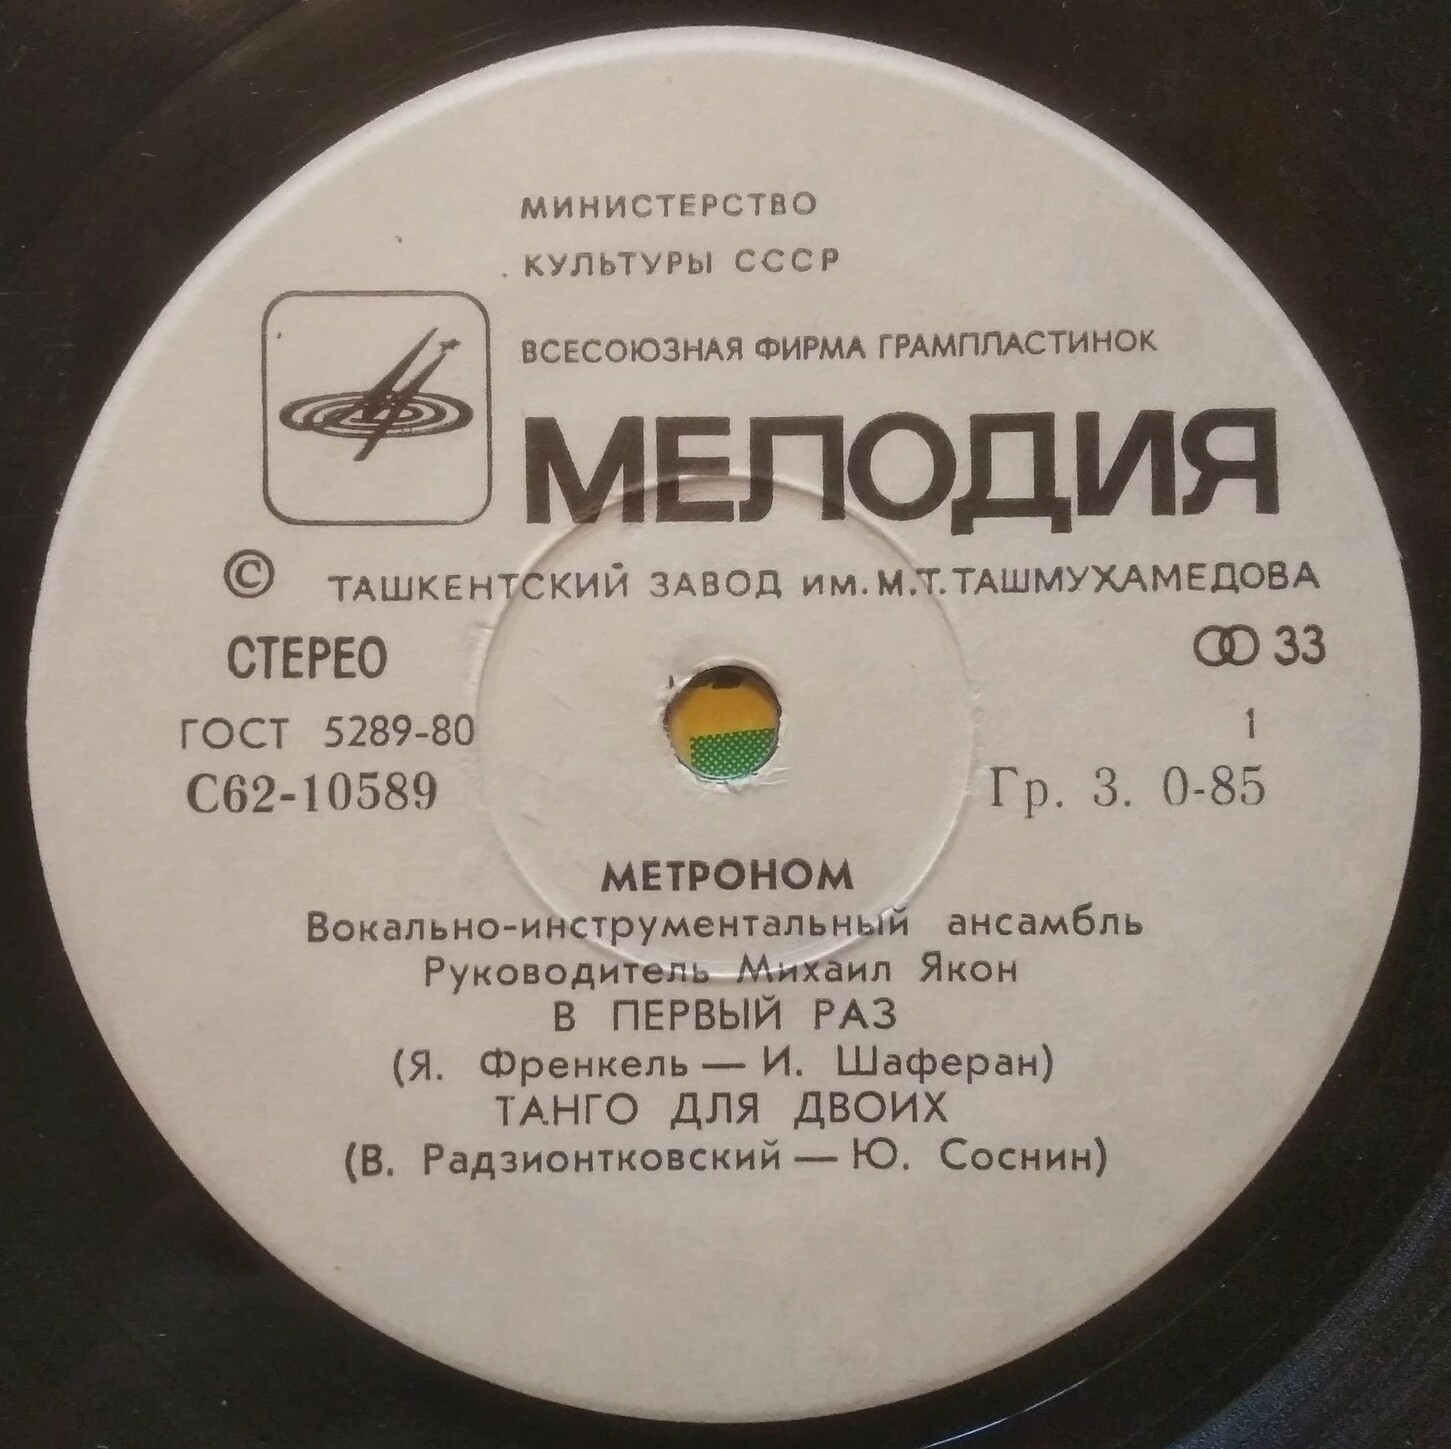 МИНИСТЕРСТВО
КУЛЬТУРЫ СССР
ВСЕСОЮЗНАЯ ФИРМА ГРАМПЛАСТИНОК
МЕЛОДИЯ
© ТАШКЕНТСКИЙ ЗАВОД им. М.Т. ТАШМУХАМЕДОВА
СТЕРЕО
33
ГОСТ 5289-80
1
С62-10589
Гр. 3. 0-85
МЕТРОНОМ
Вокально-инструментальный ансамбль
Руководитель Михаил Якон
В ПЕРВЫЙ РАЗ
(Я. Френкель — И. Шаферан)
ТАНГО ДЛЯ ДВОИХ
(В. Радзионтковский — Ю. Соснин)